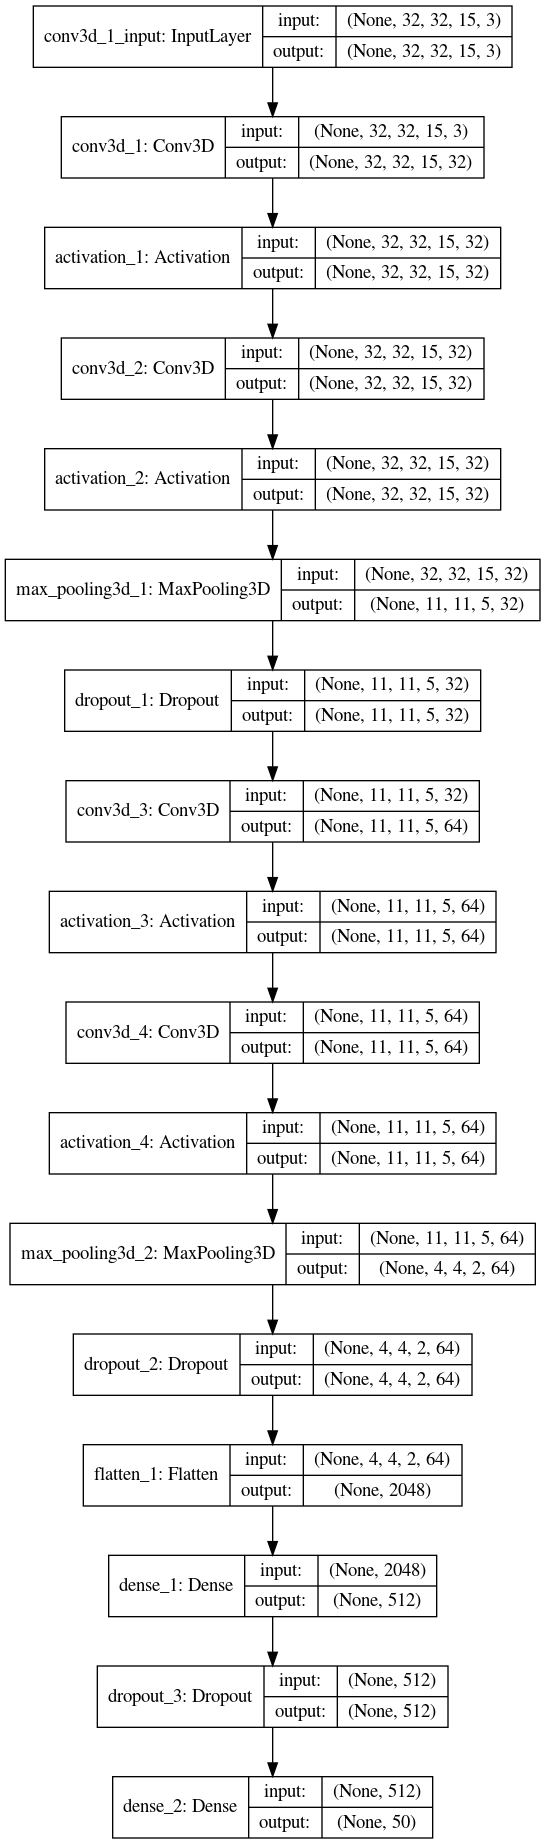 conv3d_1_input: InputLayer
input: (None, 32, 32, 15, 3)
output: (None, 32, 32, 15, 3)
conv3d_1: Conv3D
input: (None, 32, 32, 15, 3)
output: (None, 32, 32, 15, 32)
activation_1: Activation
input: (None, 32, 32, 15, 32)
output: (None, 32, 32, 15, 32)
conv3d_2: Conv3D
input: (None, 32, 32, 15, 32)
output: (None, 32, 32, 15, 32)
activation_2: Activation
input: (None, 32, 32, 15, 32)
output: (None, 32, 32, 15, 32)
max_pooling3d_1: MaxPooling3D
input: (None, 32, 32, 15, 32)
output: (None, 11, 11, 5, 32)
dropout_1: Dropout
input: (None, 11, 11, 5, 32)
output: (None, 11, 11, 5, 32)
conv3d_3: Conv3D
input: (None, 11, 11, 5, 32)
output: (None, 11, 11, 5, 64)
activation_3: Activation
input: (None, 11, 11, 5, 64)
output: (None, 11, 11, 5, 64)
conv3d_4: Conv3D
input: (None, 11, 11, 5, 64)
output: (None, 11, 11, 5, 64)
activation_4: Activation
input: (None, 11, 11, 5, 64)
output: (None, 11, 11, 5, 64)
max_pooling3d_2: MaxPooling3D
input: (None, 11, 11, 5, 64)
output: (None, 4, 4, 2, 64)
dropout_2: Dropout
input: (None, 4, 4, 2, 64)
output: (None, 4, 4, 2, 64)
flatten_1: Flatten
input: (None, 4, 4, 2, 64)
output: (None, 2048)
dense_1: Dense
input: (None, 2048)
output: (None, 512)
dropout_3: Dropout
input: (None, 512)
output: (None, 512)
dense_2: Dense
input: (None, 512)
output: (None, 50)